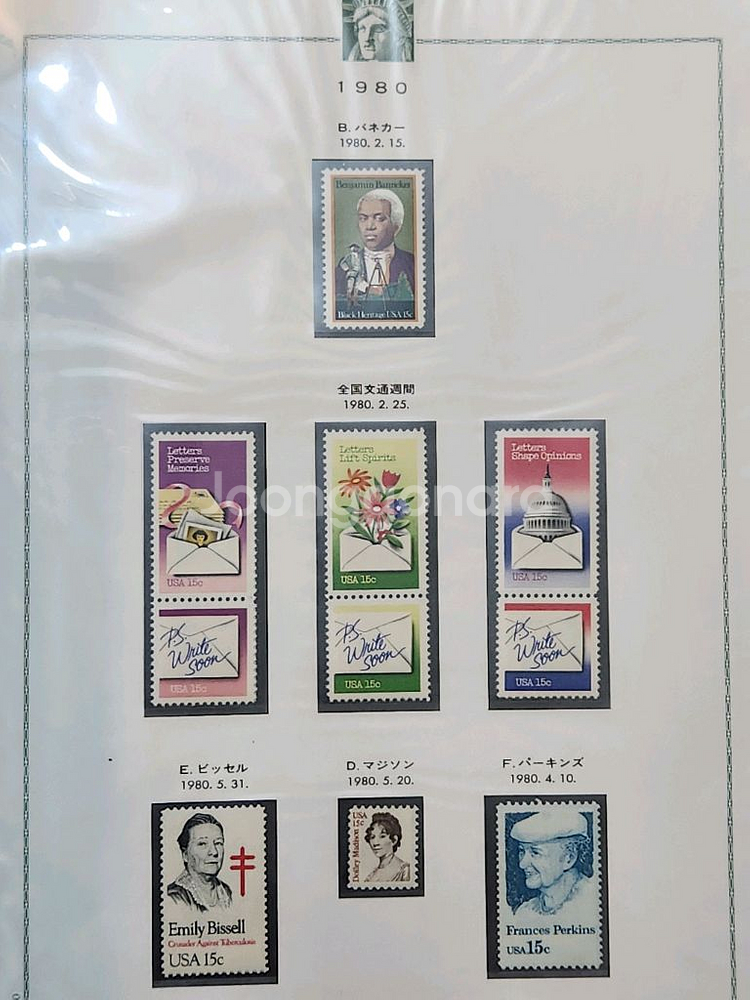 1980
B. バネカー
1980. 2. 15.
Benjamin Banneker
Black Heritage USA 15c
全国文通週間
1980. 2. 25.
Letters
Preserve
Memories
USA 15c
P.S.
Write
Soon
USA 15c
Letters
Lift Spirits
USA 15c
P.S.
Write
Soon
USA 15c
Letters
Shape Opinions
USA 15c
P.S.
Write
Soon
USA 15c
joongonara
E. ビッセル
1980. 5. 31.
Emily Bissell
Crusader Against Tuberculosis
USA 15c
D. マジソン
1980. 5. 20.
USA
15c
Dolley Madison
F. パーキンズ
1980. 4. 10.
Frances Perkins
USA 15c